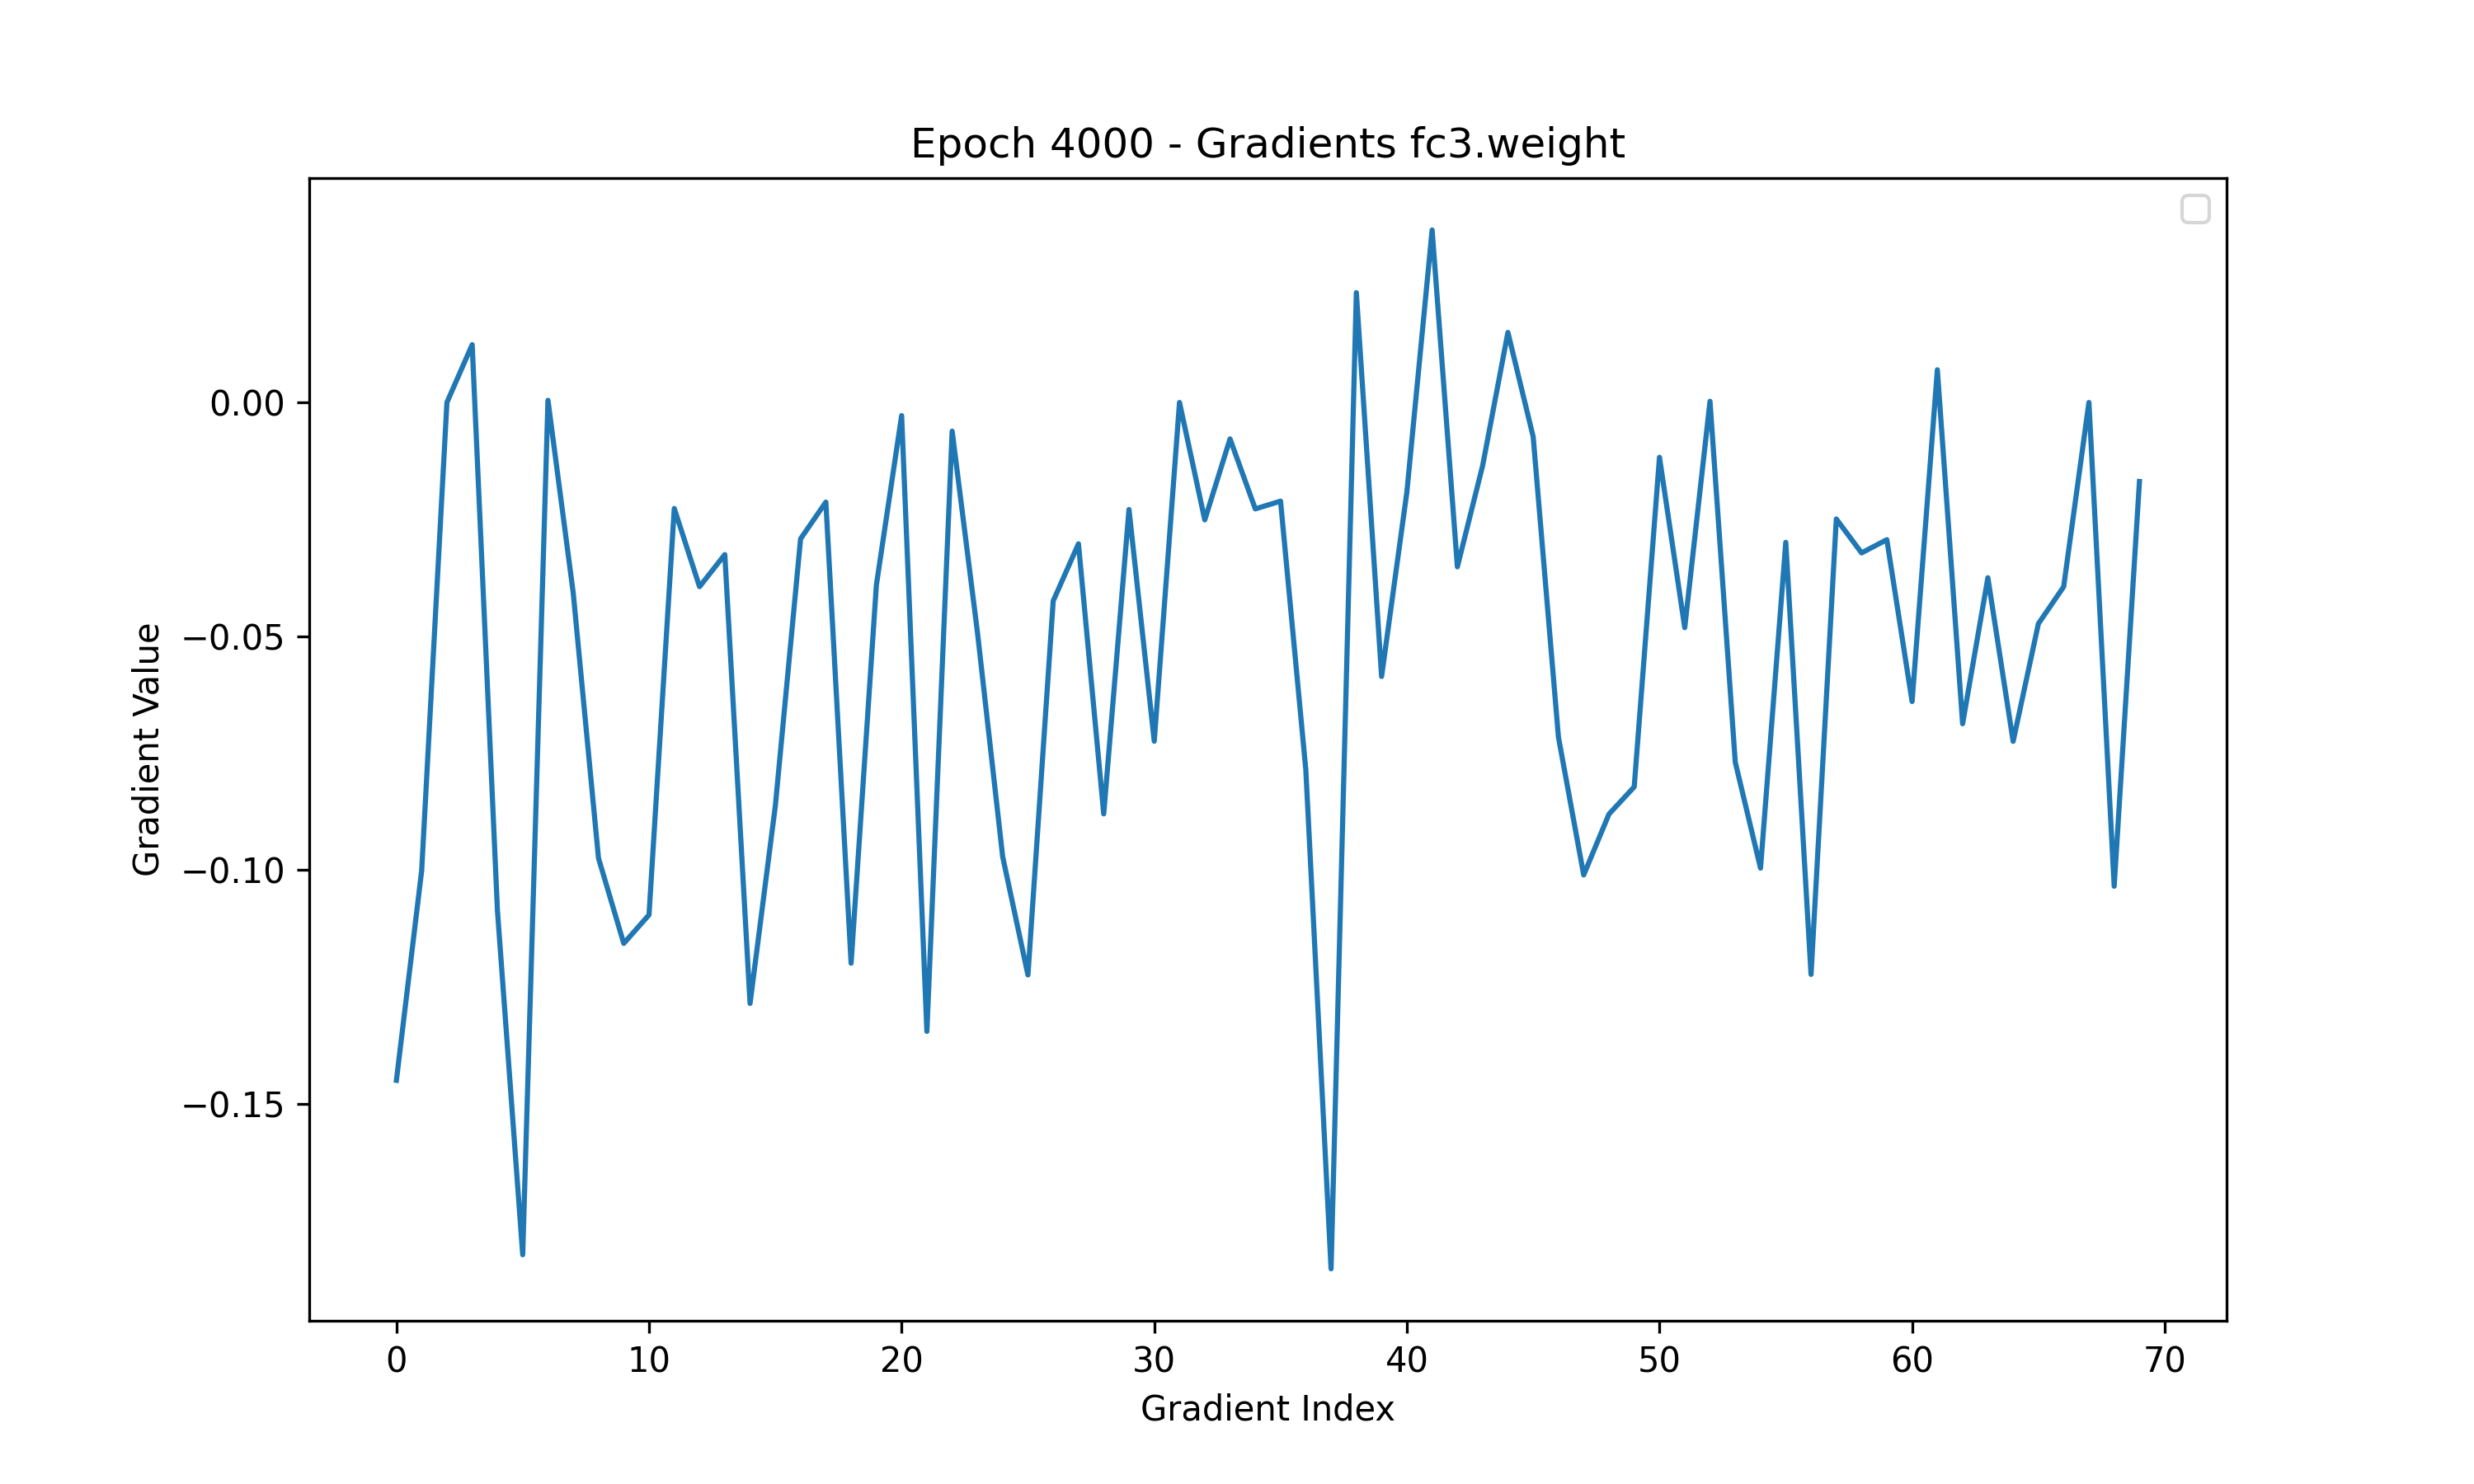 Epoch 4000 - Gradients fc3.weight
0.00
−0.05
−0.10
−0.15
Gradient Value
0 10 20 30 40 50 60 70
Gradient Index